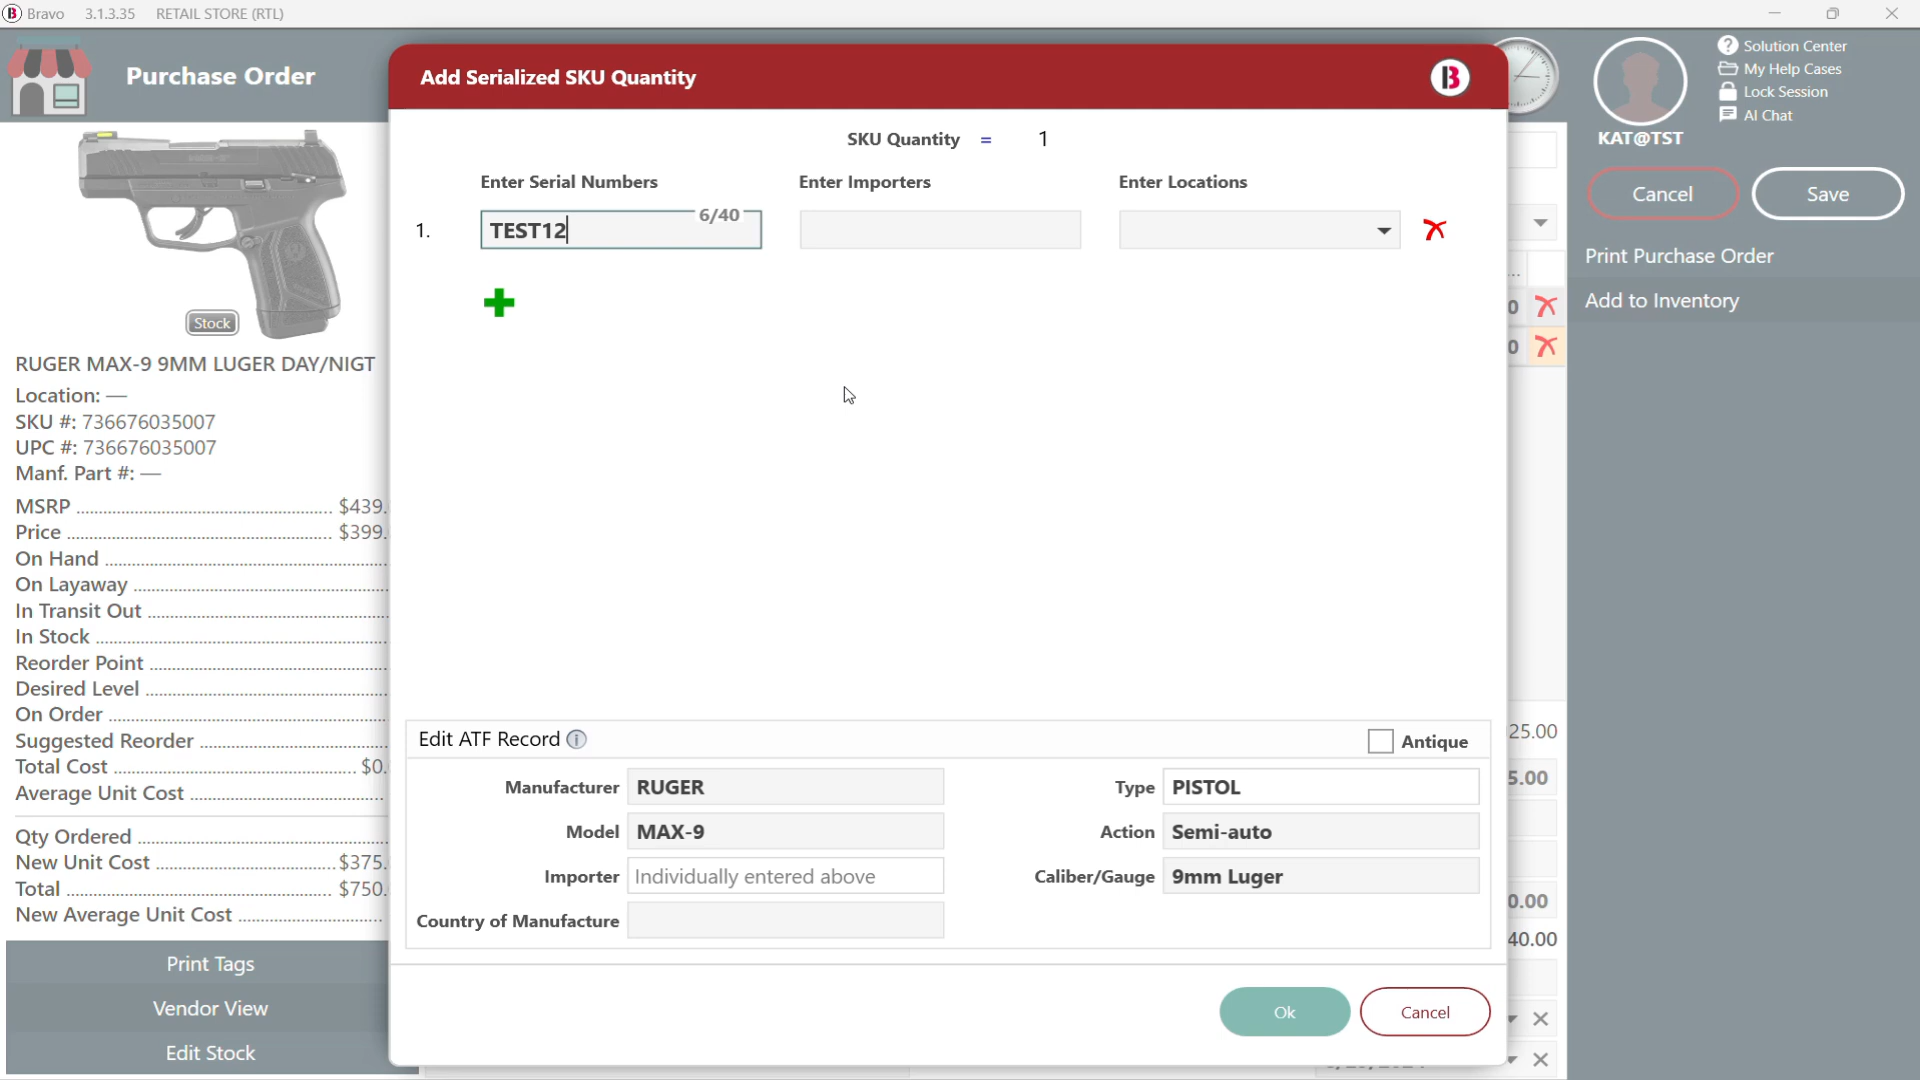 Bravo 3.1.3.35 RETAIL STORE (RTL)
Purchase Order
Stock
RUGER MAX-9 9MM LUGER DAY/NIGT
Location: —
SKU #: 736676035007
UPC #: 736676035007
Manf. Part #: —
MSRP $439.
Price $399.
On Hand
On Layaway
In Transit Out
In Stock
Reorder Point
Desired Level
On Order
Suggested Reorder
Total Cost $0.
Average Unit Cost
Qty Ordered
New Unit Cost $375.
Total $750.
New Average Unit Cost
Print Tags
Vendor View
Edit Stock
Add Serialized SKU Quantity
B
SKU Quantity = 1
Enter Serial Numbers Enter Importers Enter Locations
6/40
1. TEST12
Edit ATF Record i
Antique
Manufacturer RUGER Type PISTOL
Model MAX-9 Action Semi-auto
Importer Individually entered above Caliber/Gauge 9mm Luger
Country of Manufacture
Ok Cancel
...
0
0
25.00
5.00
0.00
40.00
KAT@TST
? Solution Center
My Help Cases
Lock Session
AI Chat
Cancel Save
Print Purchase Order
Add to Inventory